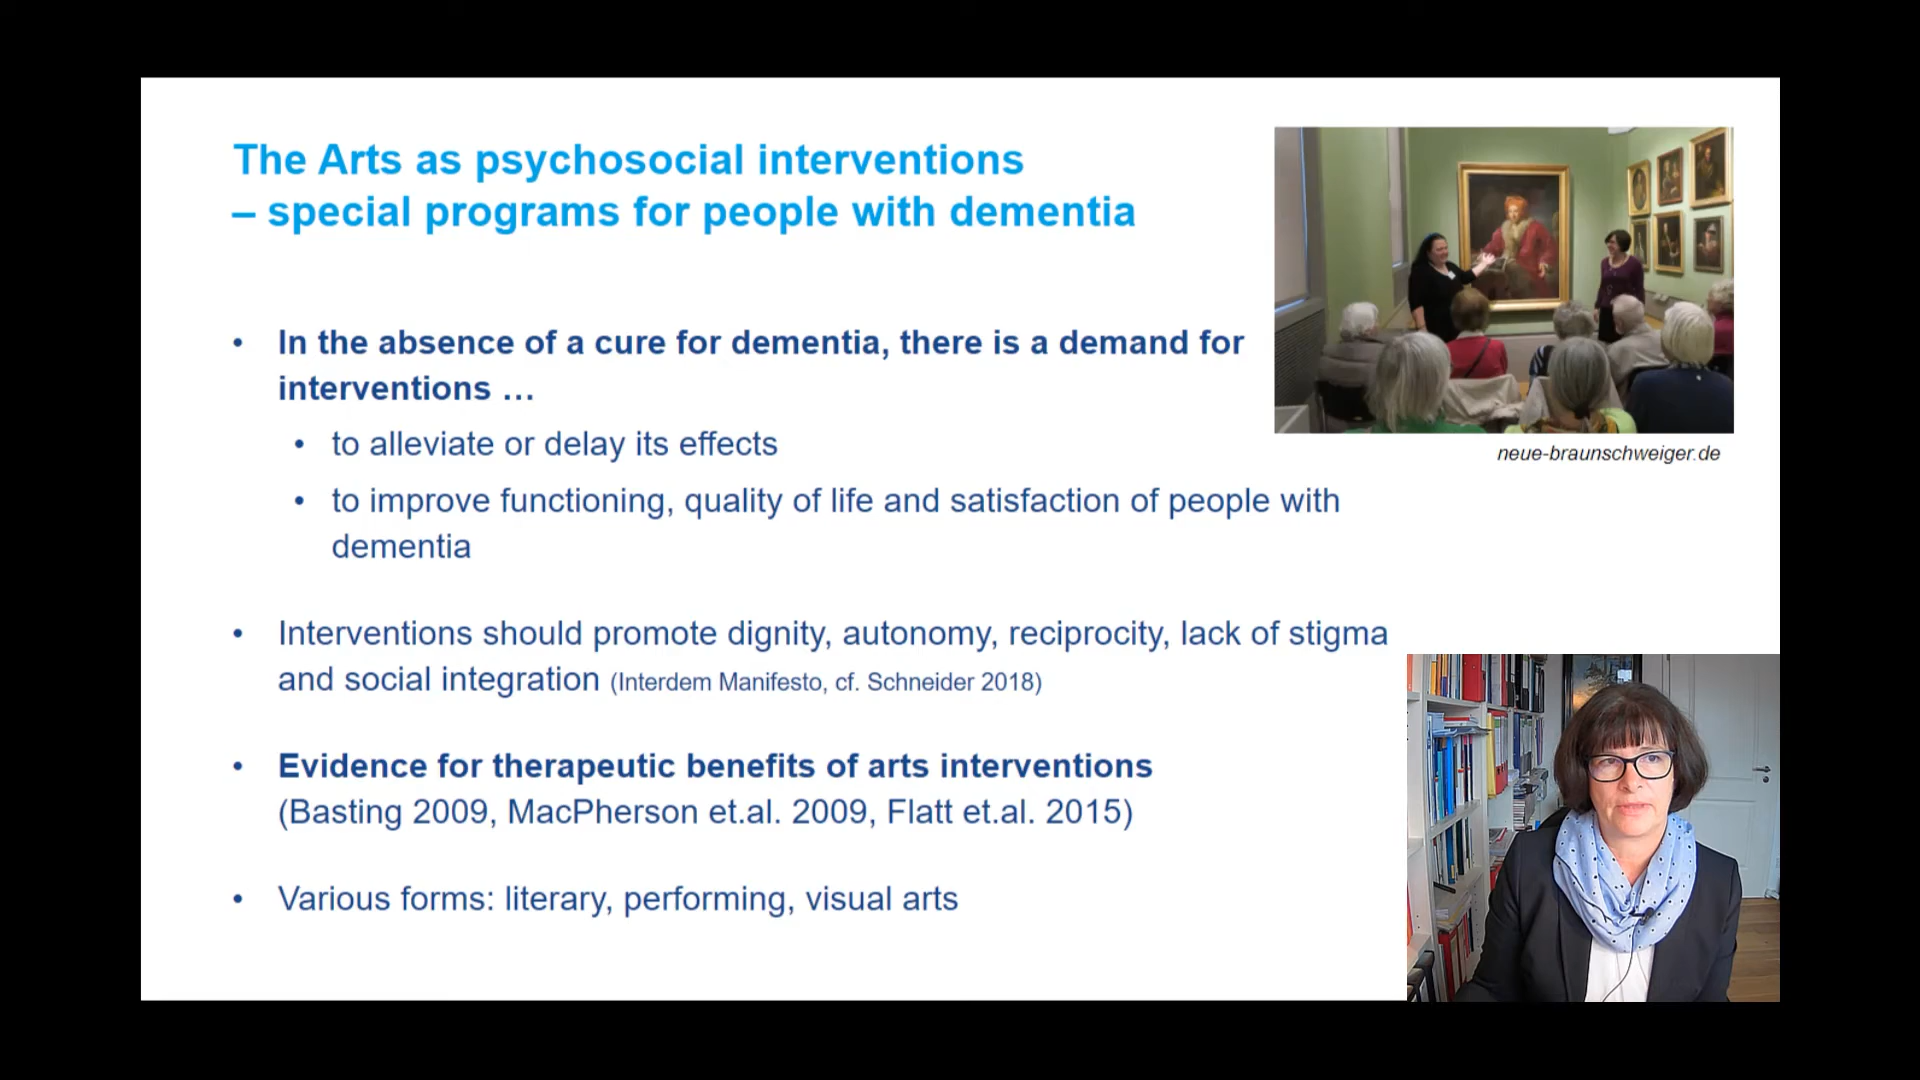 The Arts as psychosocial interventions
– special programs for people with dementia
• In the absence of a cure for dementia, there is a demand for
interventions …
• to alleviate or delay its effects
• to improve functioning, quality of life and satisfaction of people with
dementia
neue-braunschweiger.de
• Interventions should promote dignity, autonomy, reciprocity, lack of stigma
and social integration (Interdem Manifesto, cf. Schneider 2018)
• Evidence for therapeutic benefits of arts interventions
(Basting 2009, MacPherson et.al. 2009, Flatt et.al. 2015)
• Various forms: literary, performing, visual arts